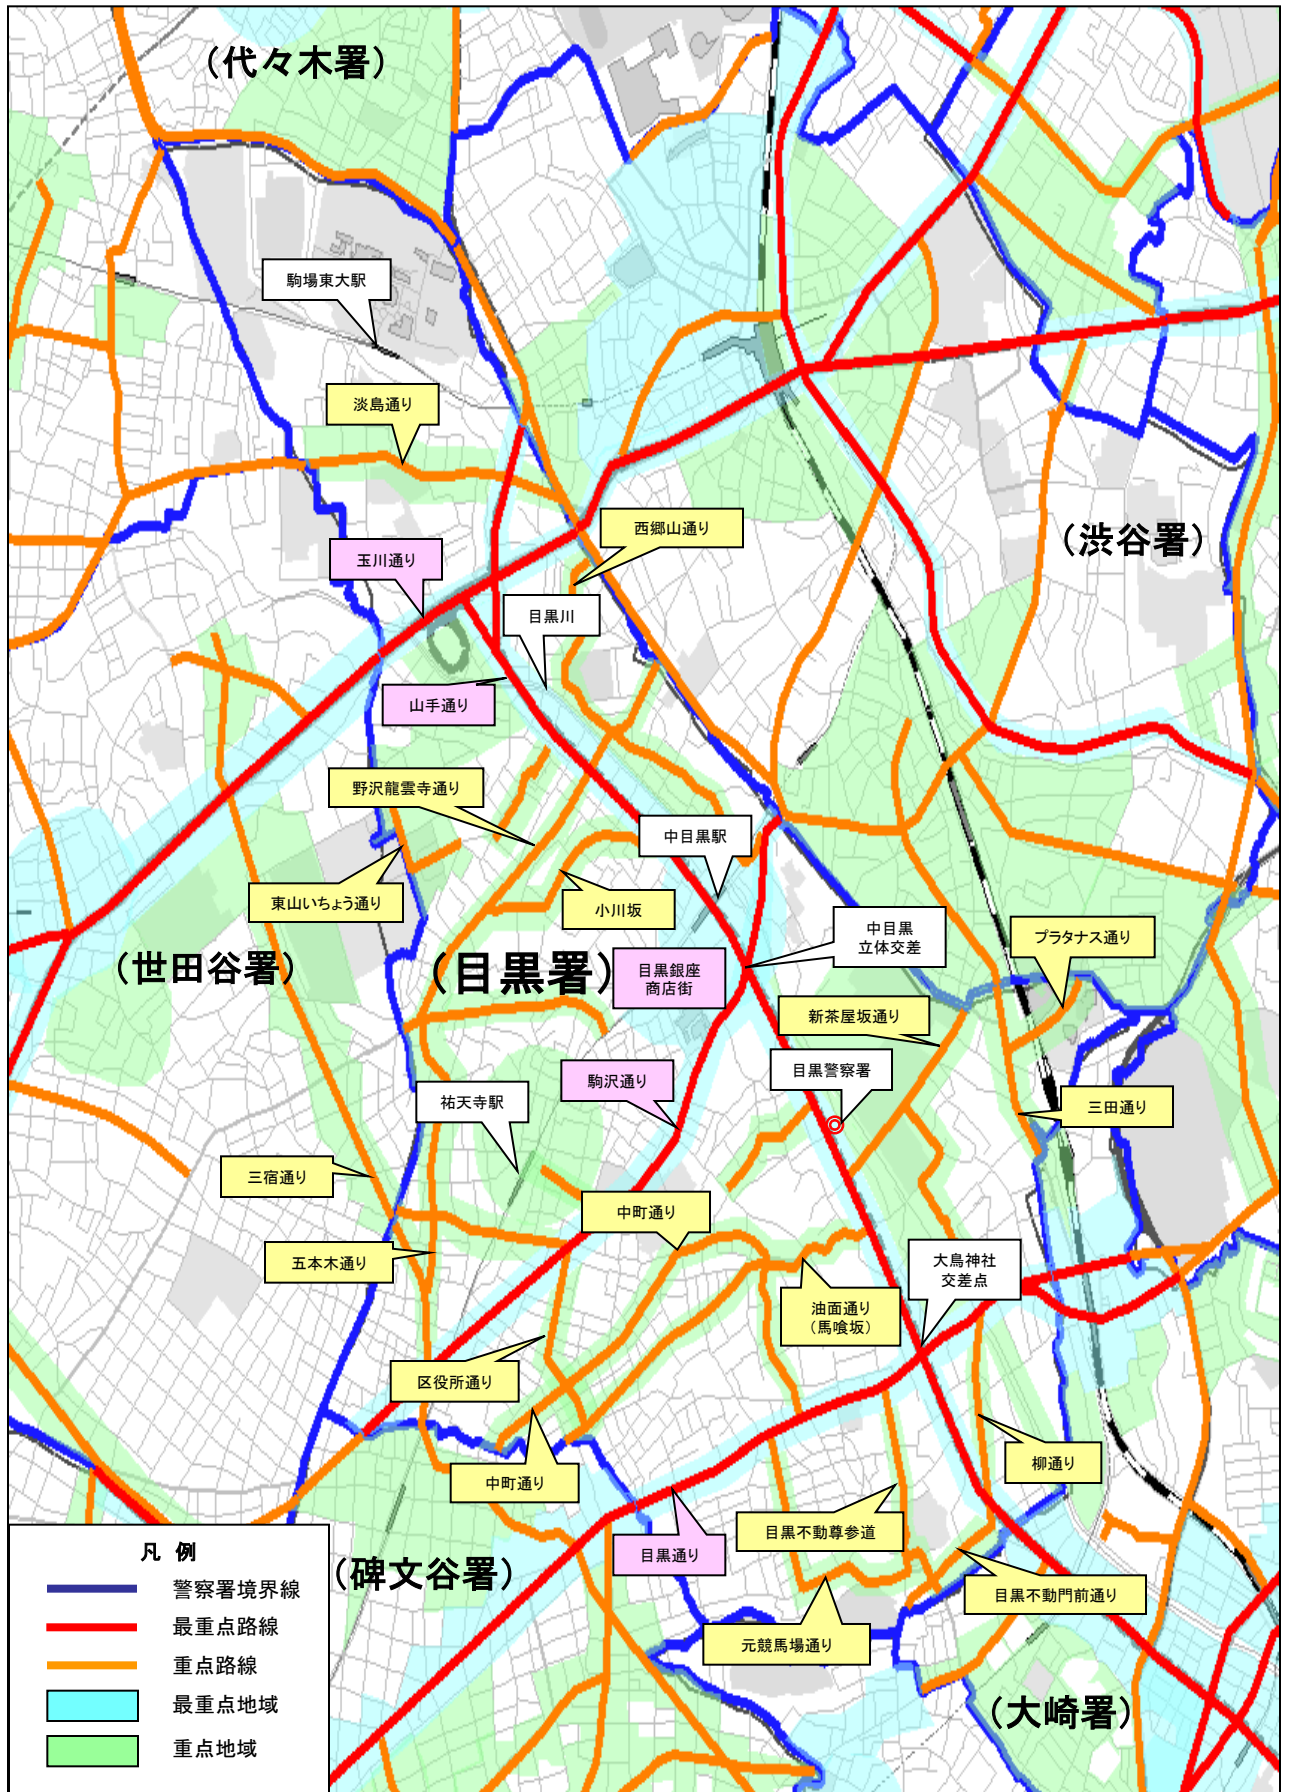 (代々木署)
駒場東大駅
淡島通り
西郷山通り
(渋谷署)
玉川通り
目黒川
山手通り
野沢龍雲寺通り
中目黒駅
東山いちょう通り
小川坂
中目黒
立体交差
プラタナス通り
(世田谷署)
(目黒署)
目黒銀座
商店街
新茶屋坂通り
目黒警察署
駒沢通り
祐天寺駅
三田通り
三宿通り
中町通り
五本木通り
大鳥神社
交差点
油面通り
(馬喰坂)
区役所通り
柳通り
中町通り
目黒不動尊参道
目黒通り
(碑文谷署)
目黒不動門前通り
元競馬場通り
(大崎署)
凡 例
警察署境界線
最重点路線
重点路線
最重点地域
重点地域